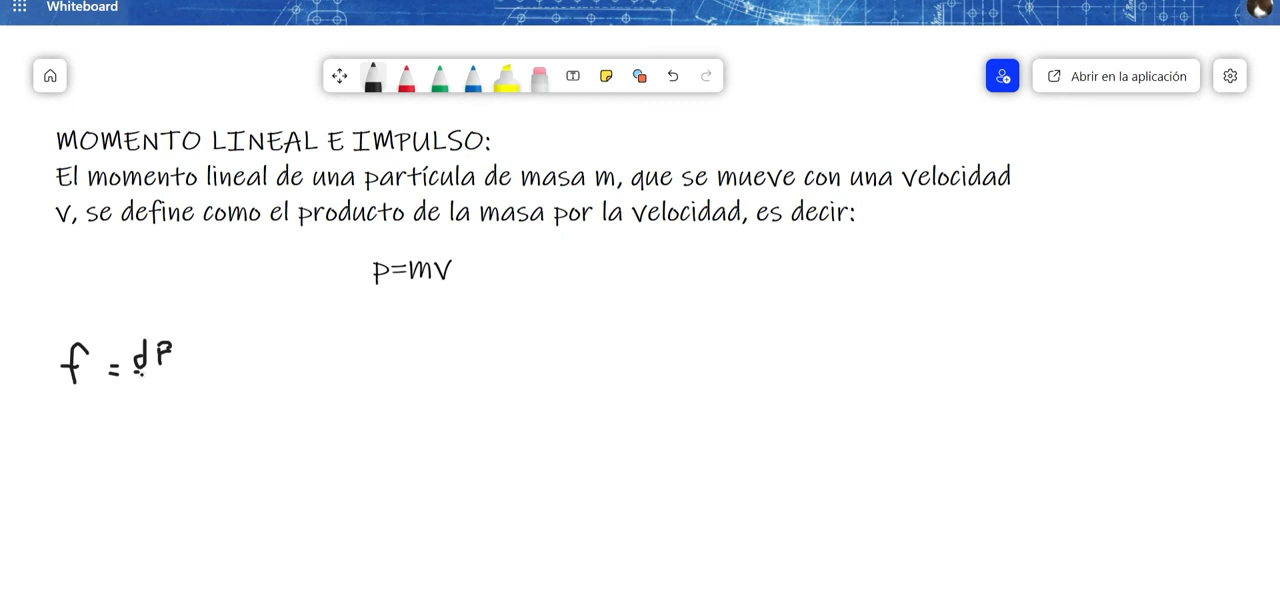 Whiteboard
Abrir en la aplicación
MOMENTO LINEAL E IMPULSO:
El momento lineal de una partícula de masa m, que se mueve con una velocidad
v, se define como el producto de la masa por la velocidad, es decir:
p=mv
f = dP